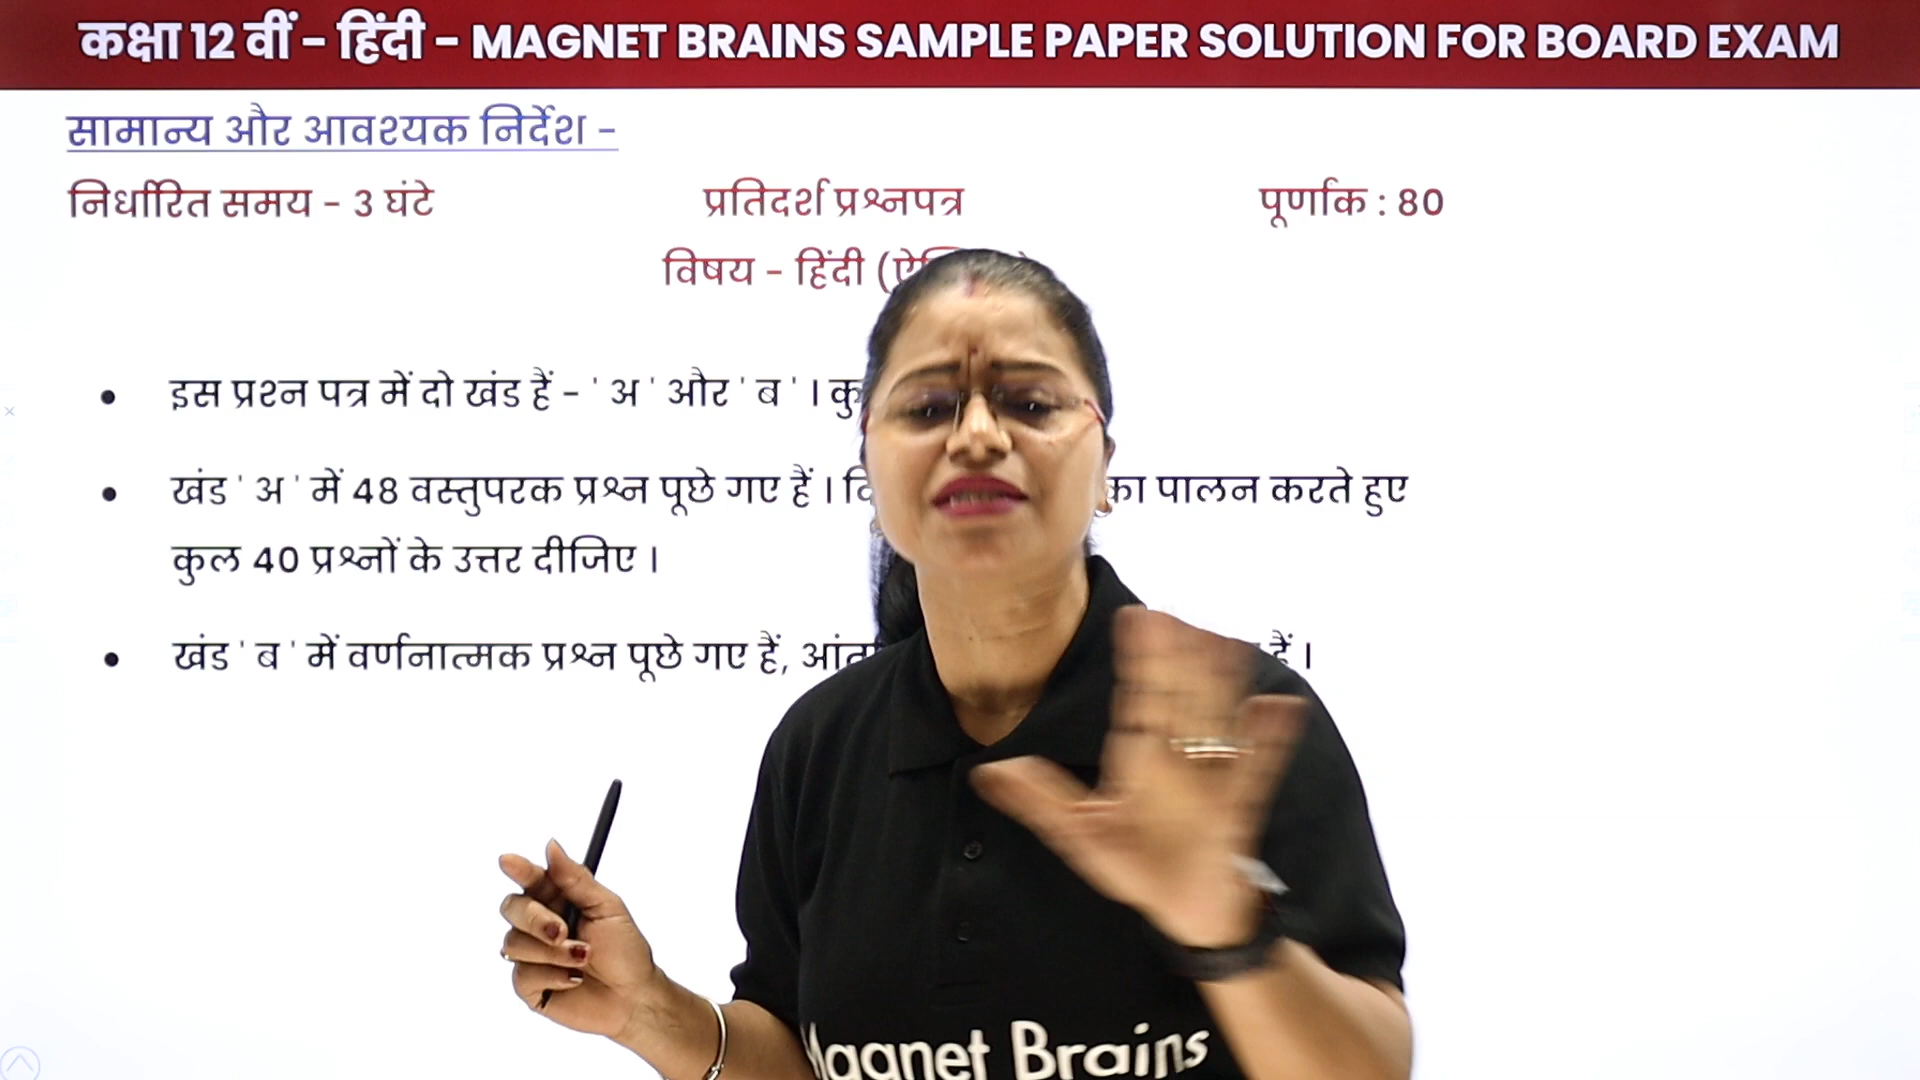 कक्षा 12 वीं – हिंदी – MAGNET BRAINS SAMPLE PAPER SOLUTION FOR BOARD EXAM
सामान्य और आवश्यक निर्देश –
निर्धारित समय – 3 घंटे प्रतिदर्श प्रश्नपत्र पूर्णांक : 80
विषय – हिंदी
• इस प्रश्न पत्र में दो खंड हैं – ' अ ' और ' ब ' ।
• खंड ' अ ' में 48 वस्तुपरक प्रश्न पूछे गए हैं । का पालन करते हुए
कुल 40 प्रश्नों के उत्तर दीजिए ।
• खंड ' ब ' में वर्णनात्मक प्रश्न पूछे गए हैं, हैं ।
Magnet Brains